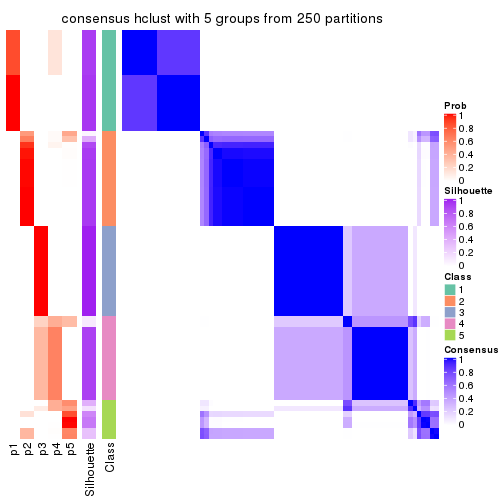 consensus hclust with 5 groups from 250 partitions
Prob
1
0.8
0.6
0.4
0.2
0
Silhouette
1
0.8
0.6
0.4
0.2
0
Class
1
2
3
4
5
Consensus
1
0.8
0.6
0.4
0.2
0
p1
p2
p3
p4
p5
Silhouette
Class